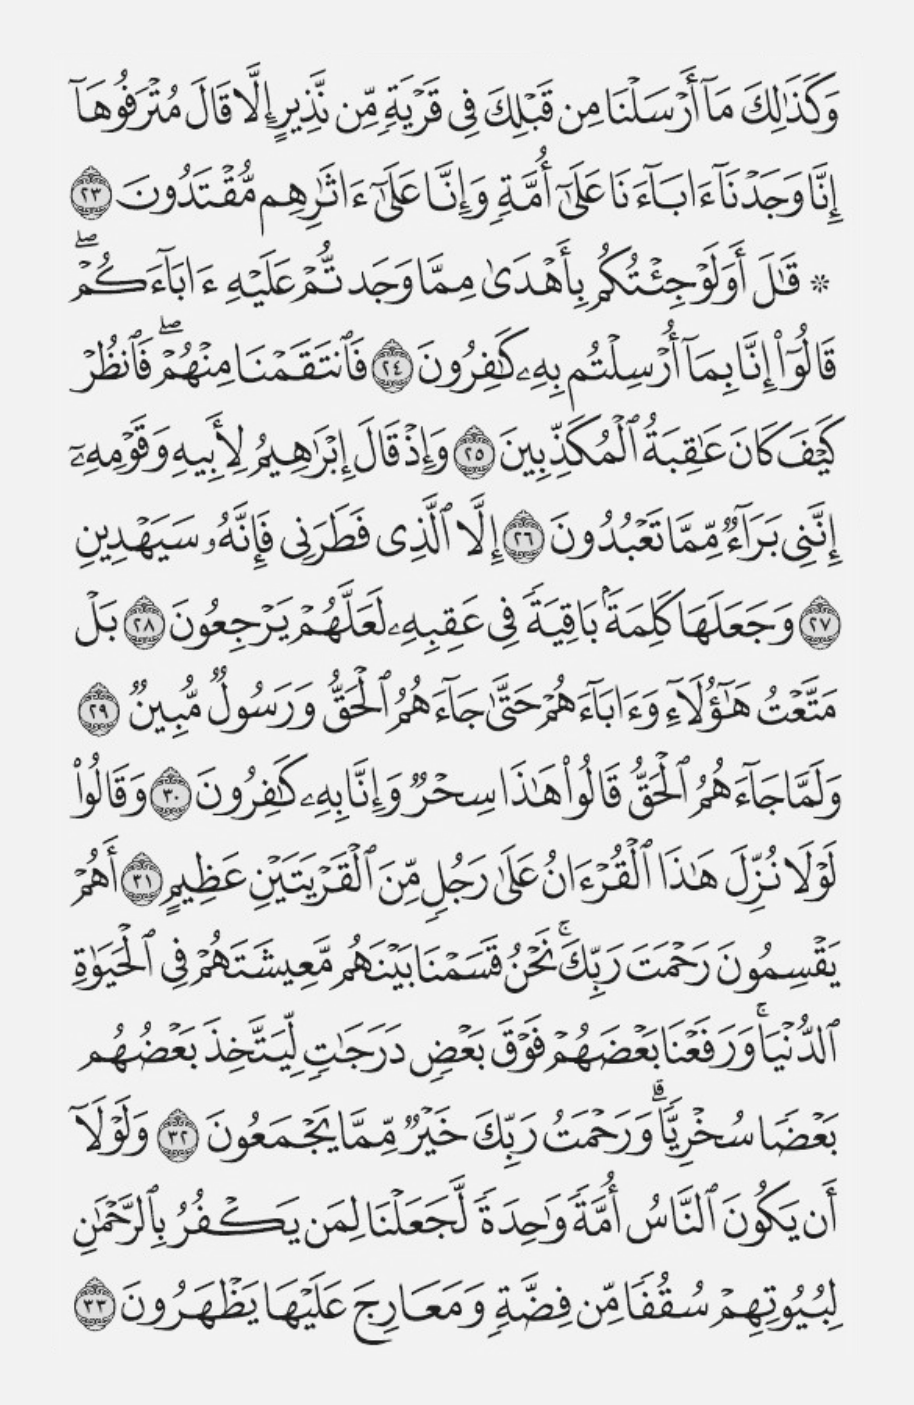 وَكَذَٰلِكَ مَآ أَرْسَلْنَا مِن قَبْلِكَ فِى قَرْيَةٍ مِّن نَّذِيرٍ إِلَّا قَالَ مُتْرَفُوهَآ
إِنَّا وَجَدْنَآ ءَابَآءَنَا عَلَىٰٓ أُمَّةٍ وَإِنَّا عَلَىٰٓ ءَاثَٰرِهِم مُّقْتَدُونَ ٢٣
۞ قَٰلَ أَوَلَوْ جِئْتُكُم بِأَهْدَىٰ مِمَّا وَجَدتُّمْ عَلَيْهِ ءَابَآءَكُمْۖ
قَالُوٓا۟ إِنَّا بِمَآ أُرْسِلْتُم بِهِۦ كَٰفِرُونَ ٢٤ فَٱنتَقَمْنَا مِنْهُمْۖ فَٱنظُرْ
كَيْفَ كَانَ عَٰقِبَةُ ٱلْمُكَذِّبِينَ ٢٥ وَإِذْ قَالَ إِبْرَٰهِيمُ لِأَبِيهِ وَقَوْمِهِۦٓ
إِنَّنِى بَرَآءٌ مِّمَّا تَعْبُدُونَ ٢٦ إِلَّا ٱلَّذِى فَطَرَنِى فَإِنَّهُۥ سَيَهْدِينِ
٢٧ وَجَعَلَهَا كَلِمَةًۢ بَاقِيَةً فِى عَقِبِهِۦ لَعَلَّهُمْ يَرْجِعُونَ ٢٨ بَلْ
مَتَّعْتُ هَٰٓؤُلَآءِ وَءَابَآءَهُمْ حَتَّىٰ جَآءَهُمُ ٱلْحَقُّ وَرَسُولٌ مُّبِينٌ ٢٩
وَلَمَّا جَآءَهُمُ ٱلْحَقُّ قَالُوا۟ هَٰذَا سِحْرٌ وَإِنَّا بِهِۦ كَٰفِرُونَ ٣٠ وَقَالُوا۟
لَوْلَا نُزِّلَ هَٰذَا ٱلْقُرْءَانُ عَلَىٰ رَجُلٍ مِّنَ ٱلْقَرْيَتَيْنِ عَظِيمٍ ٣١ أَهُمْ
يَقْسِمُونَ رَحْمَتَ رَبِّكَۚ نَحْنُ قَسَمْنَا بَيْنَهُم مَّعِيشَتَهُمْ فِى ٱلْحَيَوٰةِ
ٱلدُّنْيَاۚ وَرَفَعْنَا بَعْضَهُمْ فَوْقَ بَعْضٍ دَرَجَٰتٍ لِّيَتَّخِذَ بَعْضُهُم
بَعْضًا سُخْرِيًّاۗ وَرَحْمَتُ رَبِّكَ خَيْرٌ مِّمَّا يَجْمَعُونَ ٣٢ وَلَوْلَآ
أَن يَكُونَ ٱلنَّاسُ أُمَّةً وَٰحِدَةً لَّجَعَلْنَا لِمَن يَكْفُرُ بِٱلرَّحْمَٰنِ
لِبُيُوتِهِمْ سُقُفًا مِّن فِضَّةٍ وَمَعَارِجَ عَلَيْهَا يَظْهَرُونَ ٣٣